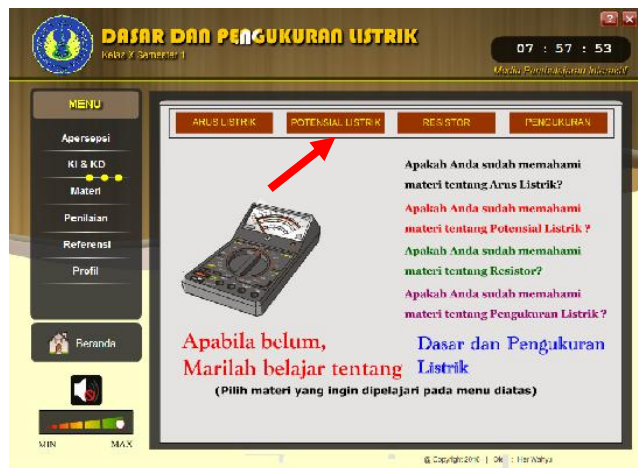 DASAR DAN PENGUKURAN LISTRIK
Kelas X Semester 1
07 : 57 : 53
Media Pembelajaran Interaktif
MENU
Apersepsi
KI & KD
Materi
Penilaian
Referensi
Profil
Beranda
MIN MAX
ARUS LISTRIK POTENSIAL LISTRIK RESISTOR PENGUKURAN
Apakah Anda sudah memahami
materi tentang Arus Listrik?
Apakah Anda sudah memahami
materi tentang Potensial Listrik ?
Apakah Anda sudah memahami
materi tentang Resistor?
Apakah Anda sudah memahami
materi tentang Pengukuran Listrik ?
Apabila belum,
Marilah belajar tentang
Dasar dan Pengukuran
Listrik
(Pilih materi yang ingin dipelajari pada menu diatas)
@ Copyright 2016 | : Heri Wahyu